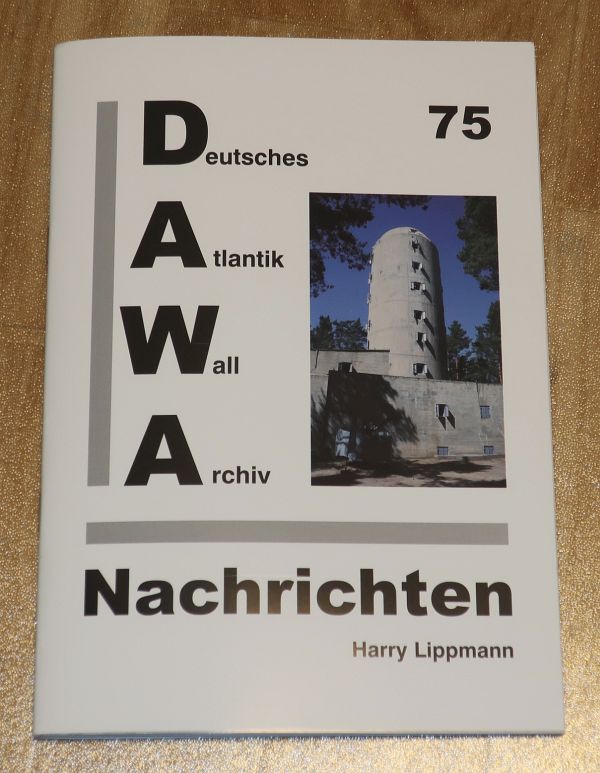 75
Deutsches
Atlantik
Wall
Archiv
Nachrichten
Harry Lippmann